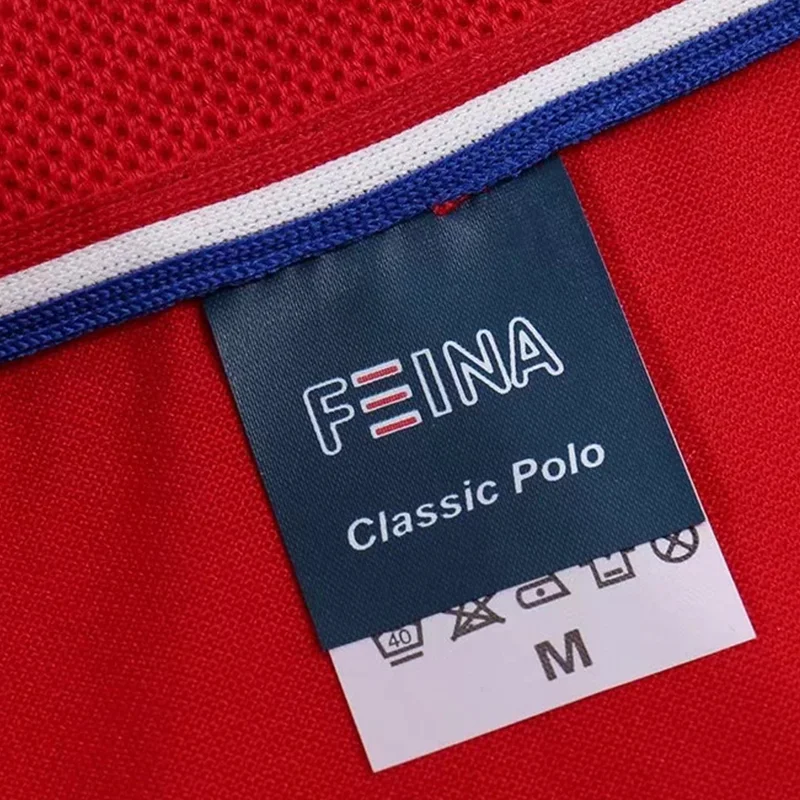 FEINA
Classic Polo
40
M